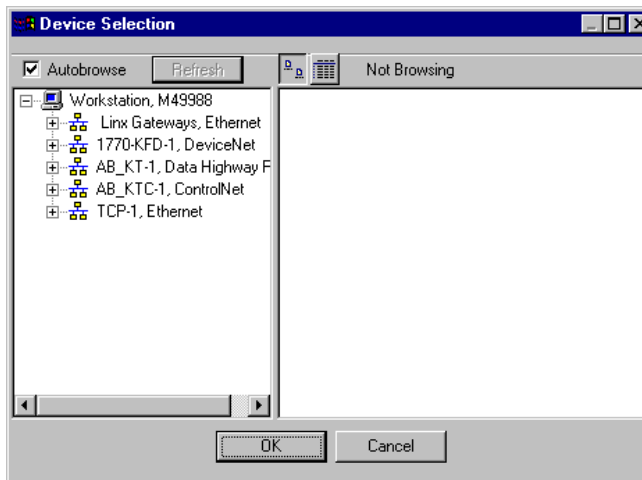 Device Selection
Autobrowse Refresh Not Browsing
Workstation, M49988
Linx Gateways, Ethernet
1770-KFD-1, DeviceNet
AB_KT-1, Data Highway F
AB_KTC-1, ControlNet
TCP-1, Ethernet
OK Cancel